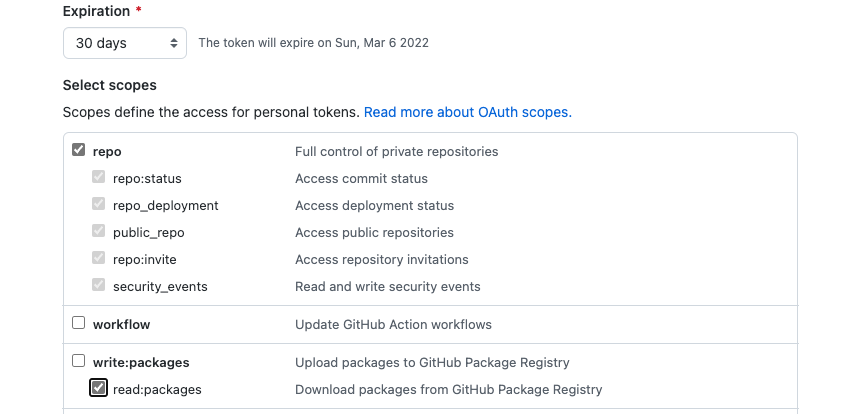 Expiration *
30 days The token will expire on Sun, Mar 6 2022
Select scopes
Scopes define the access for personal tokens. Read more about OAuth scopes.
repo Full control of private repositories
repo:status Access commit status
repo_deployment Access deployment status
public_repo Access public repositories
repo:invite Access repository invitations
security_events Read and write security events
workflow Update GitHub Action workflows
write:packages Upload packages to GitHub Package Registry
read:packages Download packages from GitHub Package Registry